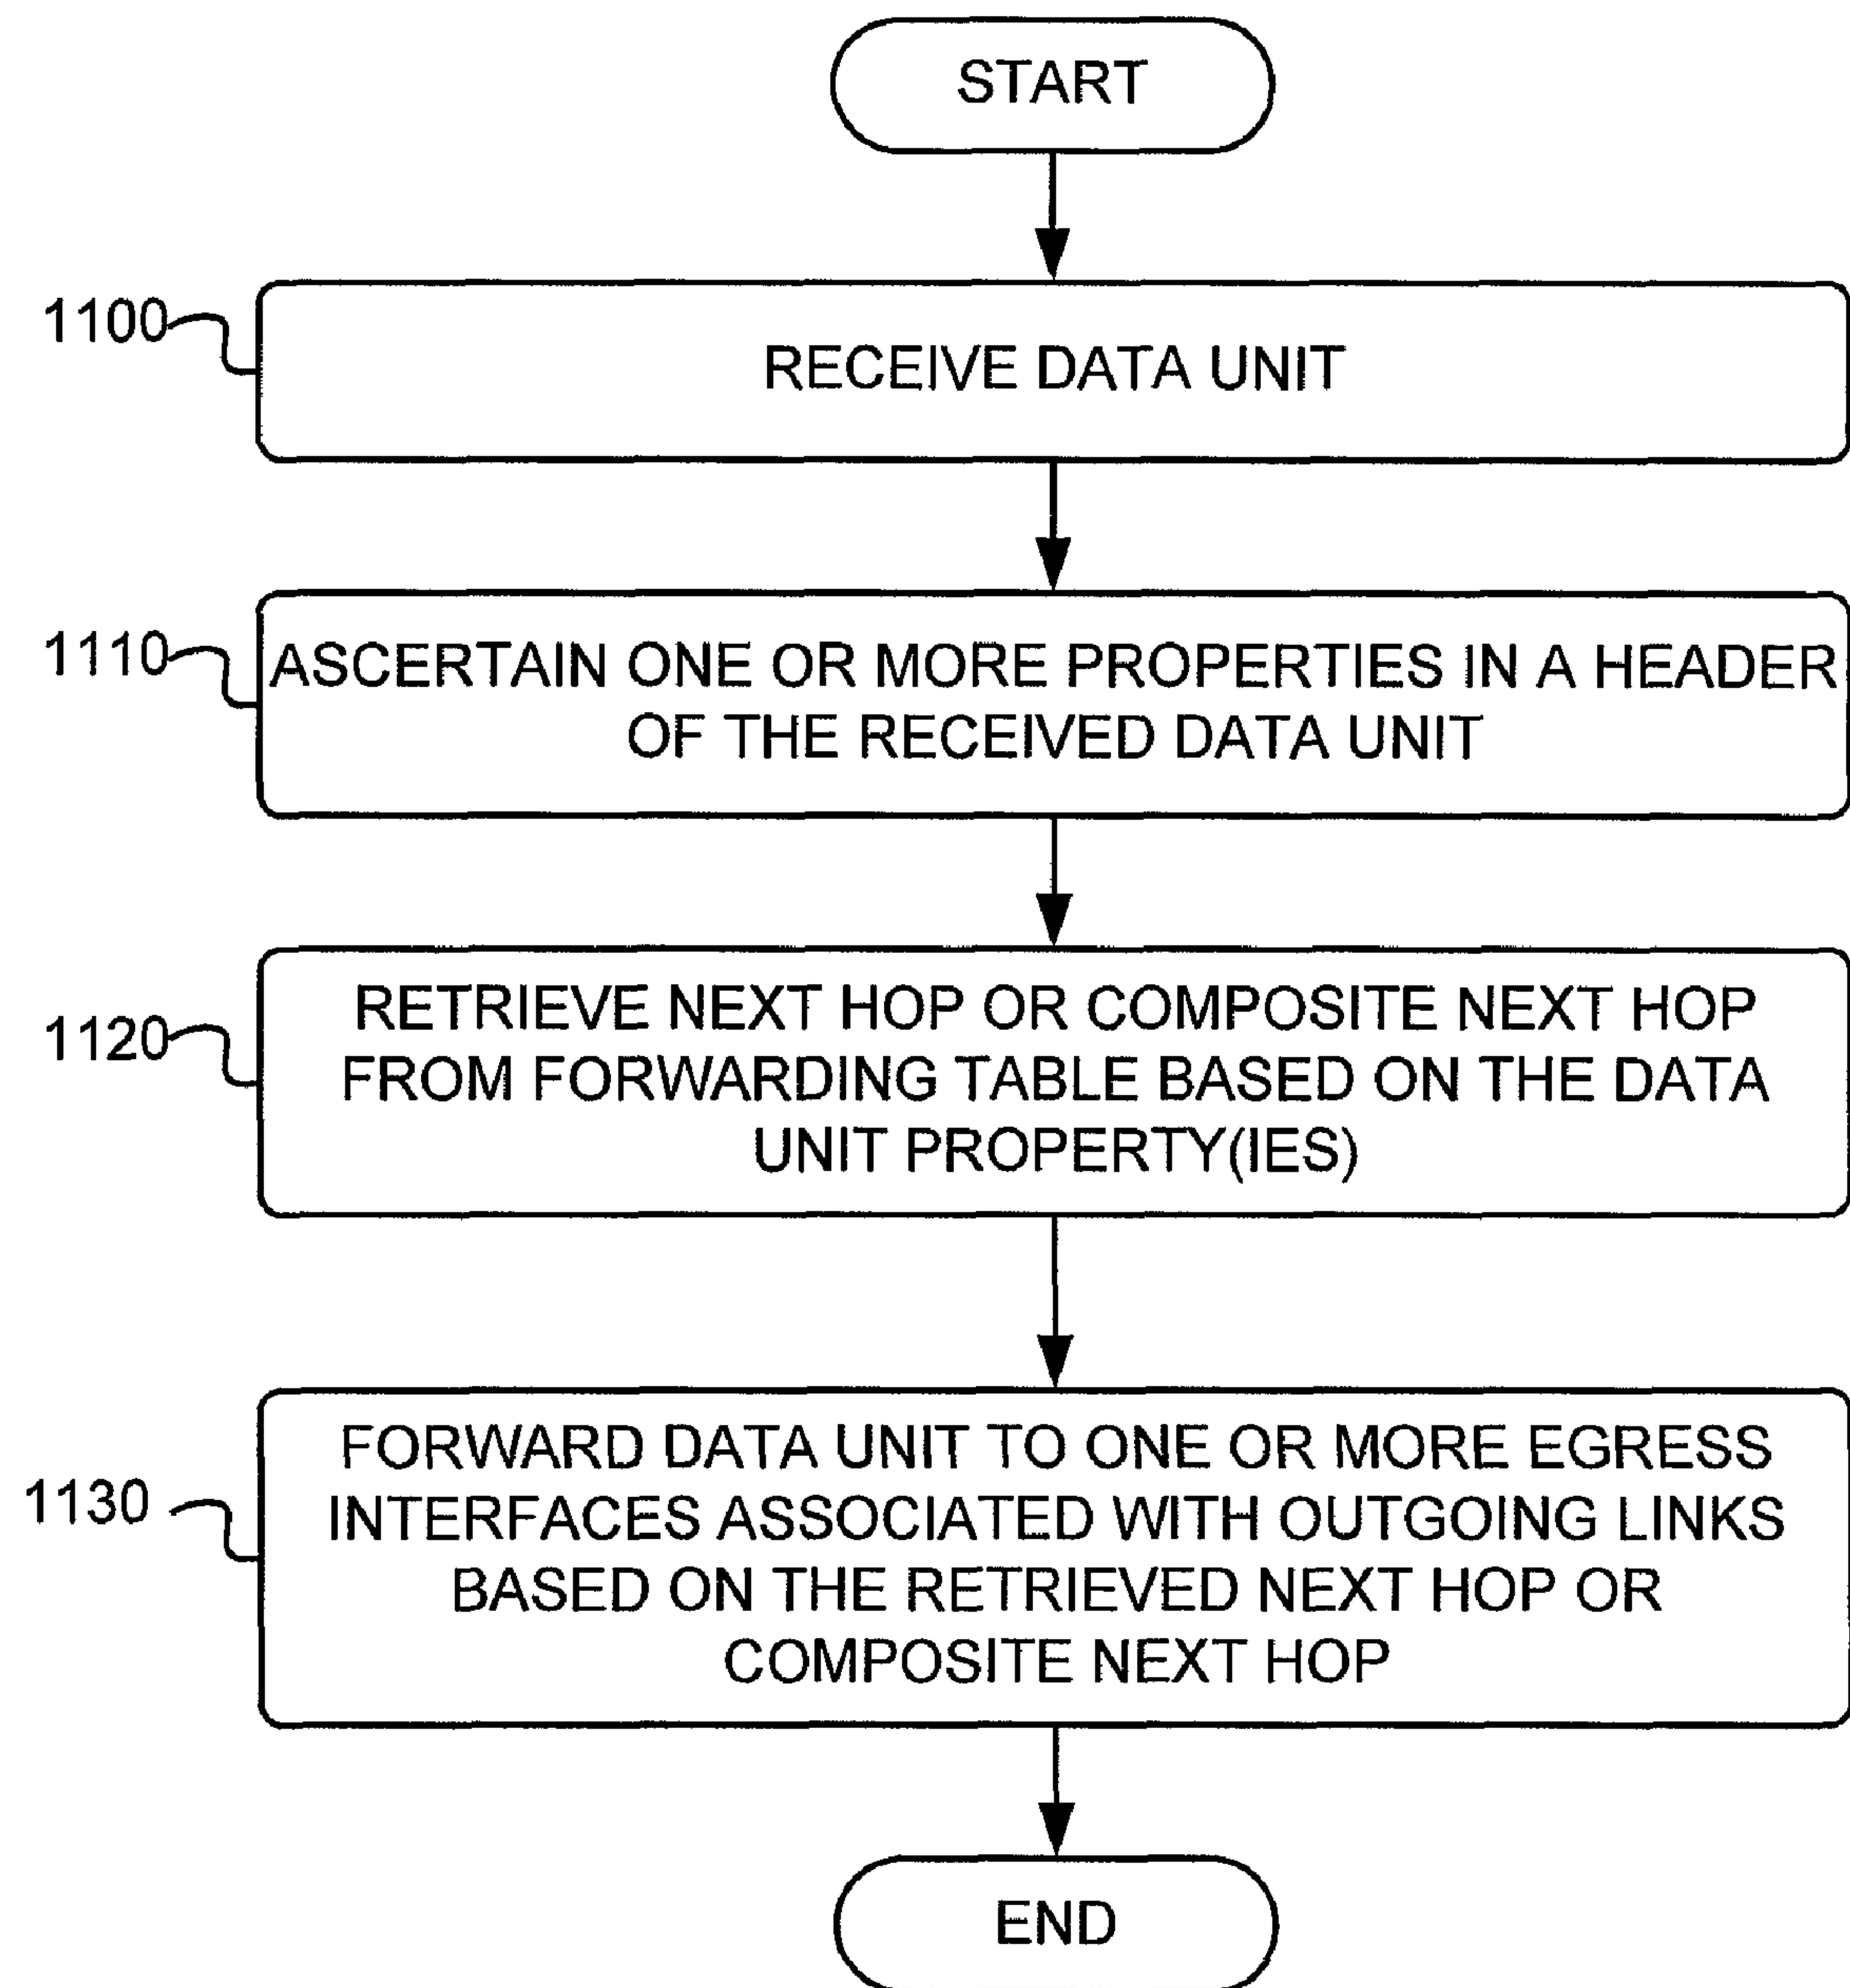 START
1100
RECEIVE DATA UNIT
1110
ASCERTAIN ONE OR MORE PROPERTIES IN A HEADER
OF THE RECEIVED DATA UNIT
1120
RETRIEVE NEXT HOP OR COMPOSITE NEXT HOP
FROM FORWARDING TABLE BASED ON THE DATA
UNIT PROPERTY(IES)
1130
FORWARD DATA UNIT TO ONE OR MORE EGRESS
INTERFACES ASSOCIATED WITH OUTGOING LINKS
BASED ON THE RETRIEVED NEXT HOP OR
COMPOSITE NEXT HOP
END